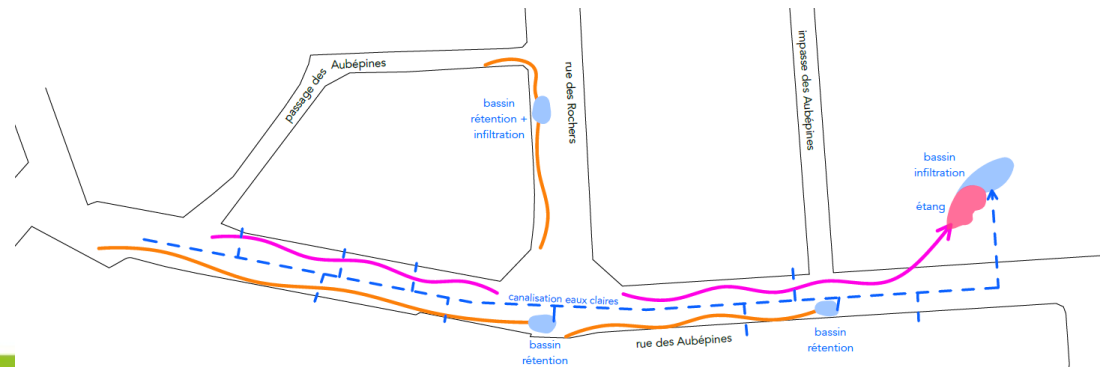 passage des Aubépines
rue des Rochers
impasse des Aubépines
bassin
rétention +
infiltration
bassin
infiltration
étang
canalisation eaux claires
bassin
rétention
rue des Aubépines
bassin
rétention